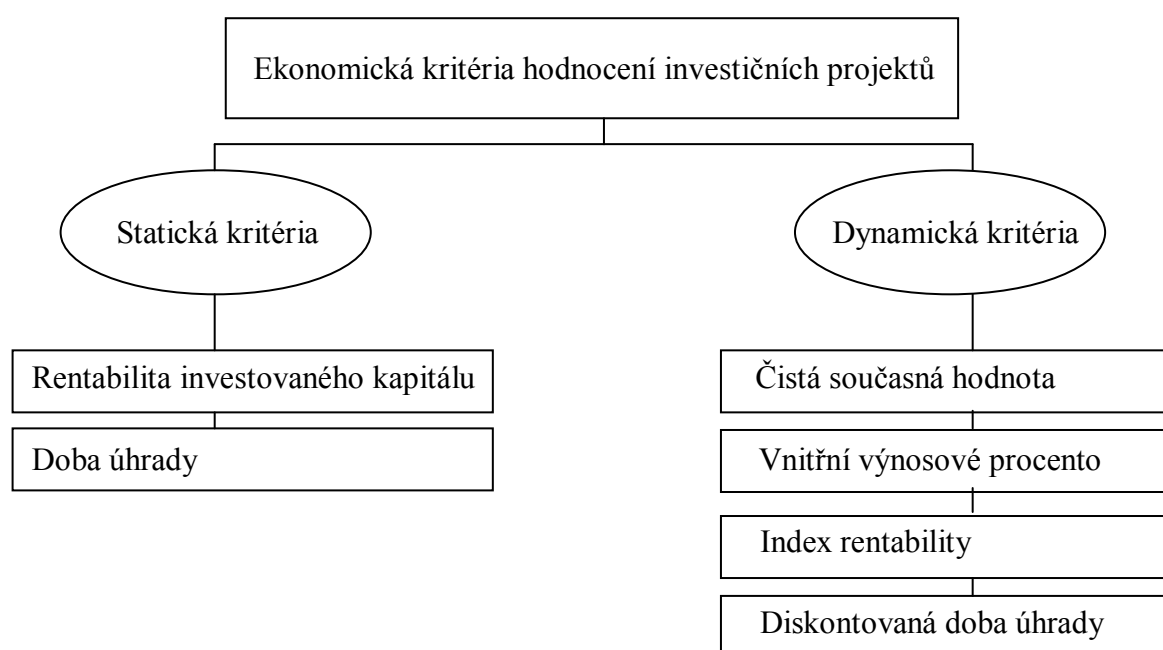 Ekonomická kritéria hodnocení investičních projektů
Statická kritéria
Dynamická kritéria
Rentabilita investovaného kapitálu
Doba úhrady
Čistá současná hodnota
Vnitřní výnosové procento
Index rentability
Diskontovaná doba úhrady